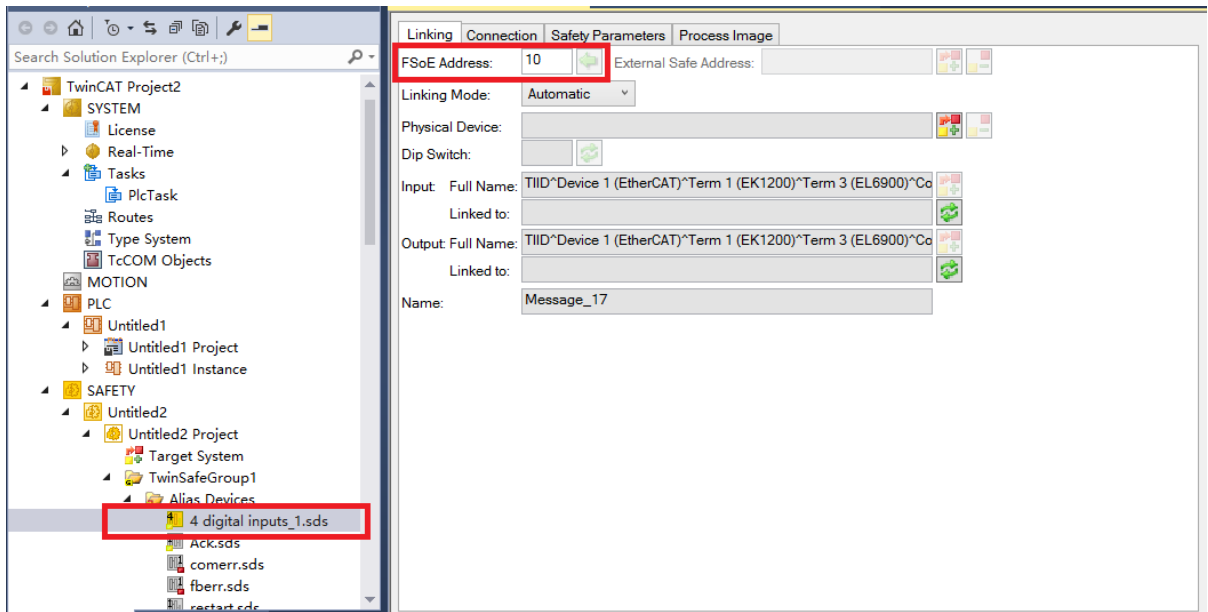 Search Solution Explorer (Ctrl+;)
TwinCAT Project2
SYSTEM
License
Real-Time
Tasks
PlcTask
Routes
Type System
TcCOM Objects
MOTION
PLC
Untitled1
Untitled1 Project
Untitled1 Instance
SAFETY
Untitled2
Untitled2 Project
Target System
TwinSafeGroup1
Alias Devices
4 digital inputs_1.sds
Ack.sds
comerr.sds
fberr.sds
restart.sds
Linking Connection Safety Parameters Process Image
FSoE Address: 10 External Safe Address:
Linking Mode: Automatic
Physical Device:
Dip Switch:
Input: Full Name: TIID^Device 1 (EtherCAT)^Term 1 (EK1200)^Term 3 (EL6900)^Co
Linked to:
Output: Full Name: TIID^Device 1 (EtherCAT)^Term 1 (EK1200)^Term 3 (EL6900)^Co
Linked to:
Name: Message_17